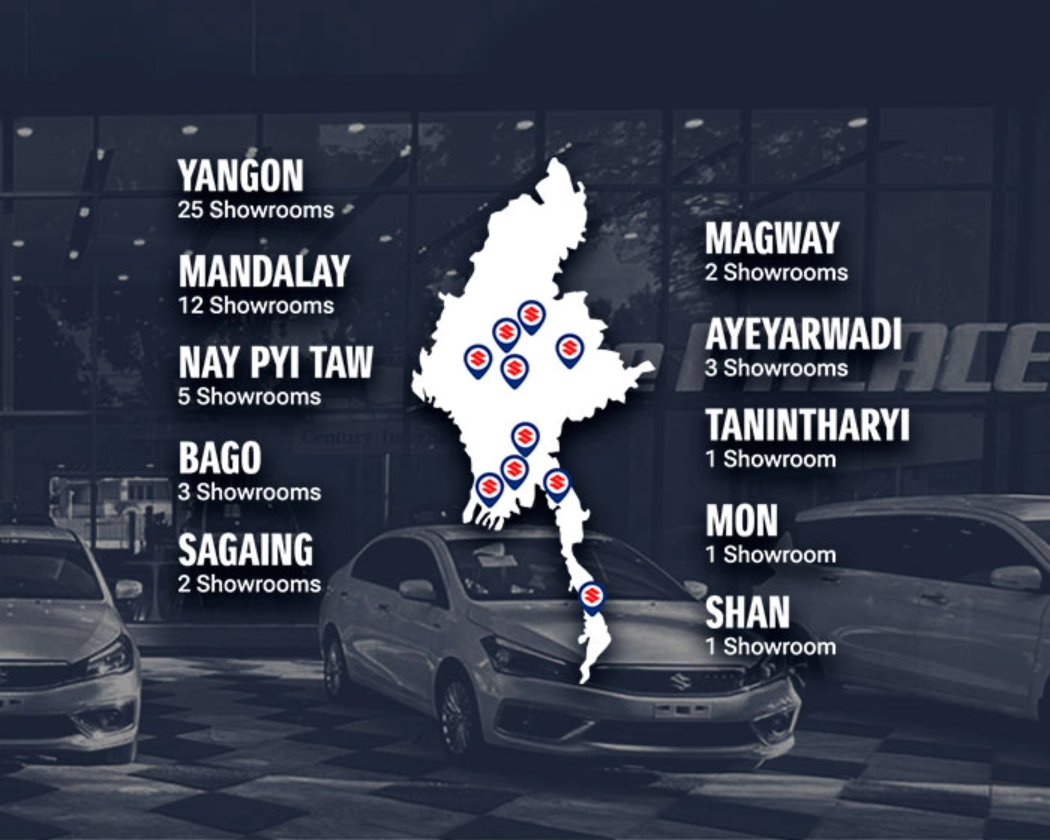 YANGON
25 Showrooms
MANDALAY
12 Showrooms
NAY PYI TAW
5 Showrooms
BAGO
3 Showrooms
SAGAING
2 Showrooms
MAGWAY
2 Showrooms
AYEYARWADI
3 Showrooms
TANINTHARYI
1 Showroom
MON
1 Showroom
SHAN
1 Showroom
Century